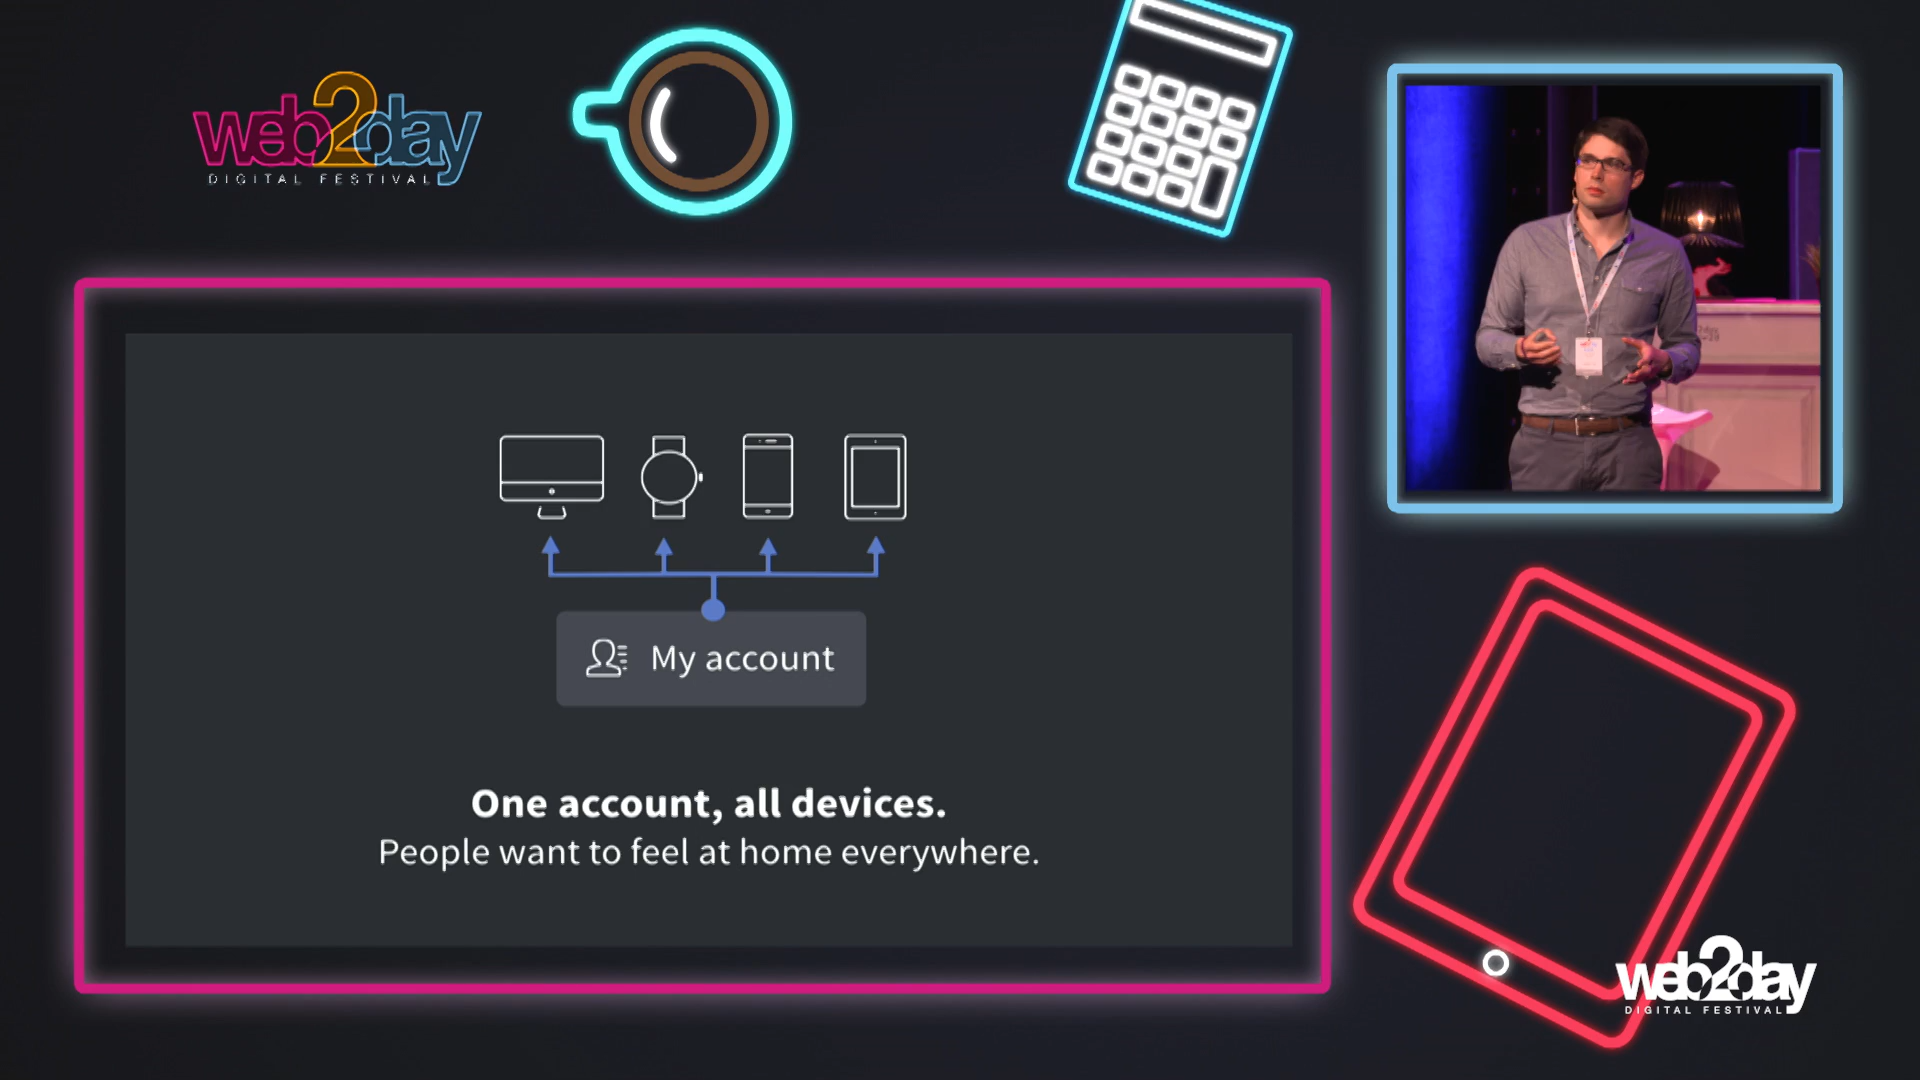 web2day
DIGITAL FESTIVAL
My account
One account, all devices.
People want to feel at home everywhere.
web2day
DIGITAL FESTIVAL